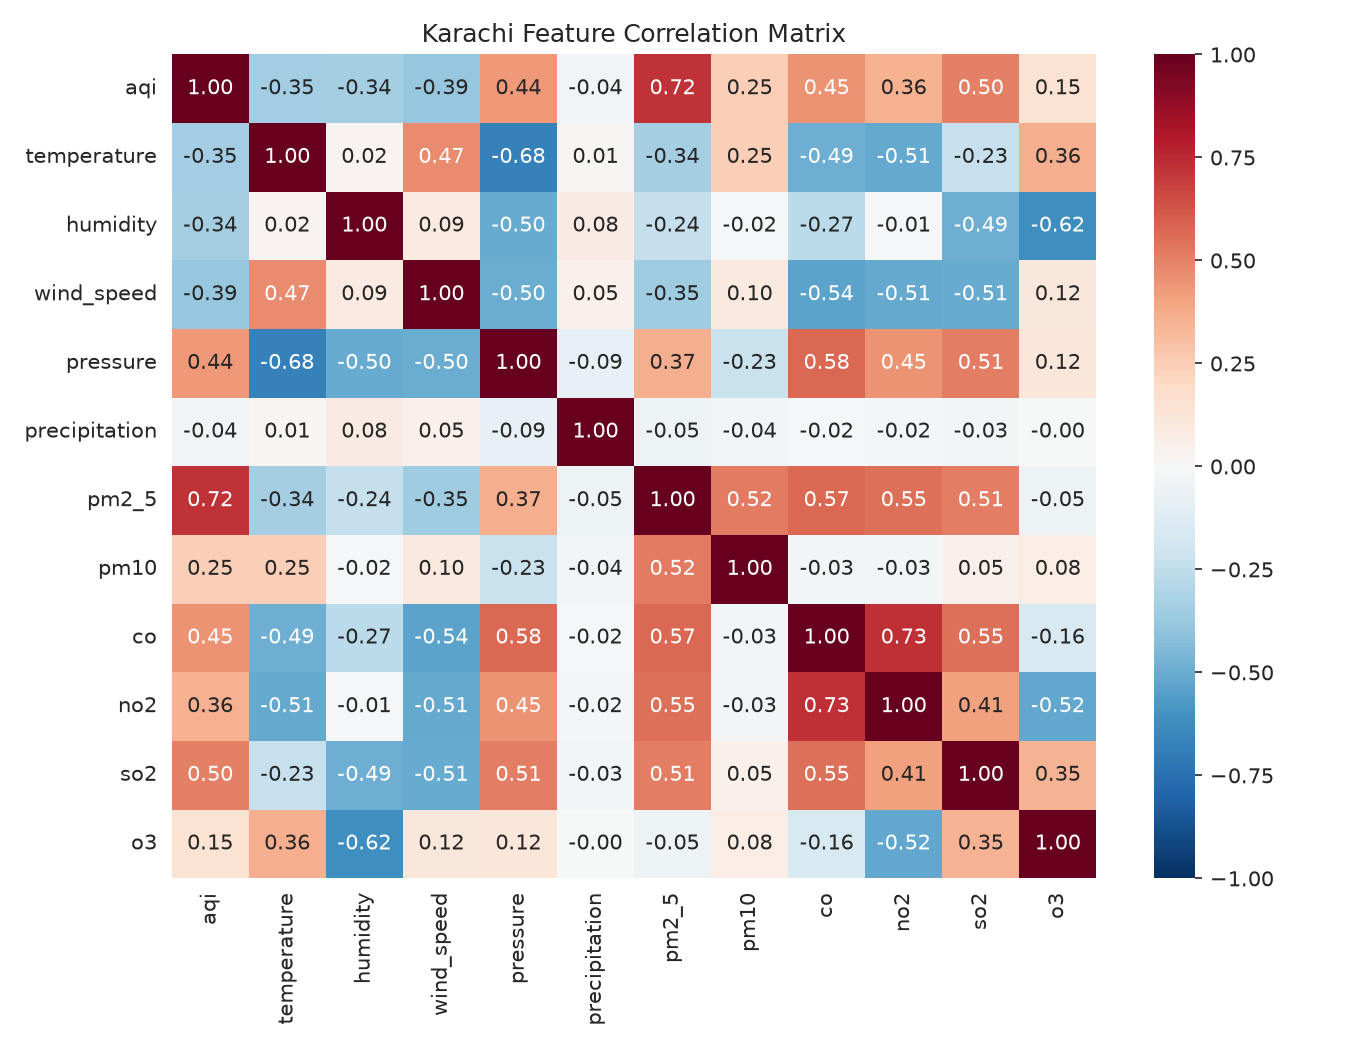 Karachi Feature Correlation Matrix
aqi 1.00 -0.35 -0.34 -0.39 0.44 -0.04 0.72 0.25 0.45 0.36 0.50 0.15
temperature -0.35 1.00 0.02 0.47 -0.68 0.01 -0.34 0.25 -0.49 -0.51 -0.23 0.36
humidity -0.34 0.02 1.00 0.09 -0.50 0.08 -0.24 -0.02 -0.27 -0.01 -0.49 -0.62
wind_speed -0.39 0.47 0.09 1.00 -0.50 0.05 -0.35 0.10 -0.54 -0.51 -0.51 0.12
pressure 0.44 -0.68 -0.50 -0.50 1.00 -0.09 0.37 -0.23 0.58 0.45 0.51 0.12
precipitation -0.04 0.01 0.08 0.05 -0.09 1.00 -0.05 -0.04 -0.02 -0.02 -0.03 -0.00
pm2_5 0.72 -0.34 -0.24 -0.35 0.37 -0.05 1.00 0.52 0.57 0.55 0.51 -0.05
pm10 0.25 0.25 -0.02 0.10 -0.23 -0.04 0.52 1.00 -0.03 -0.03 0.05 0.08
co 0.45 -0.49 -0.27 -0.54 0.58 -0.02 0.57 -0.03 1.00 0.73 0.55 -0.16
no2 0.36 -0.51 -0.01 -0.51 0.45 -0.02 0.55 -0.03 0.73 1.00 0.41 -0.52
so2 0.50 -0.23 -0.49 -0.51 0.51 -0.03 0.51 0.05 0.55 0.41 1.00 0.35
o3 0.15 0.36 -0.62 0.12 0.12 -0.00 -0.05 0.08 -0.16 -0.52 0.35 1.00
aqi temperature humidity wind_speed pressure precipitation pm2_5 pm10 co no2 so2 o3
1.00
0.75
0.50
0.25
0.00
−0.25
−0.50
−0.75
−1.00